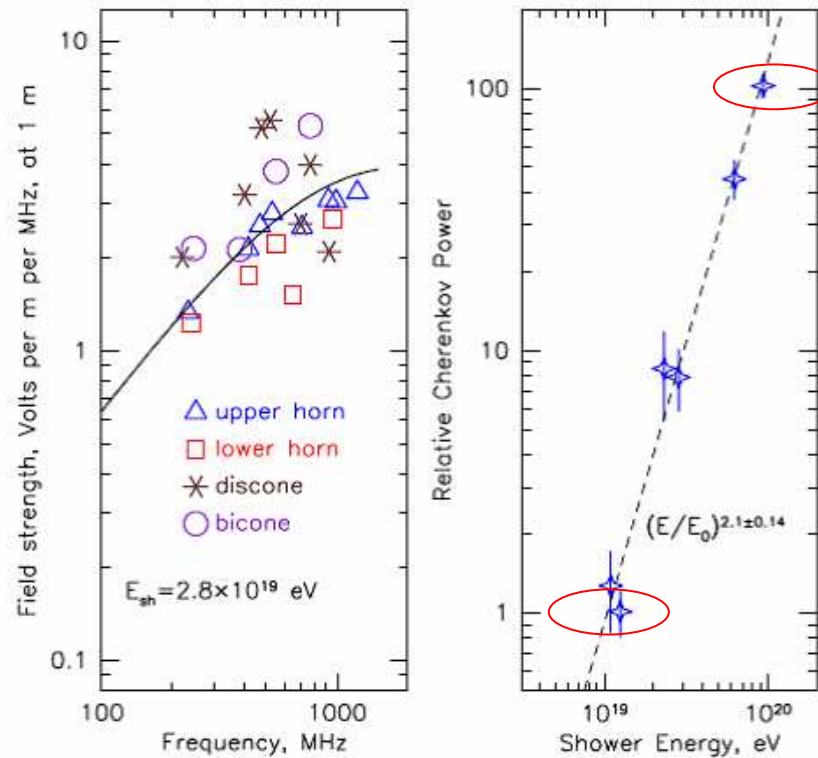 Field strength, Volts per m per MHz, at 1 m
10
1
0.1
100
1000
Frequency, MHz
upper horn
lower horn
discone
bicone
E_sh=2.8×10^19 eV
Relative Cherenkov Power
100
10
1
10^19
10^20
Shower Energy, eV
(E/E_0)^2.1±0.14